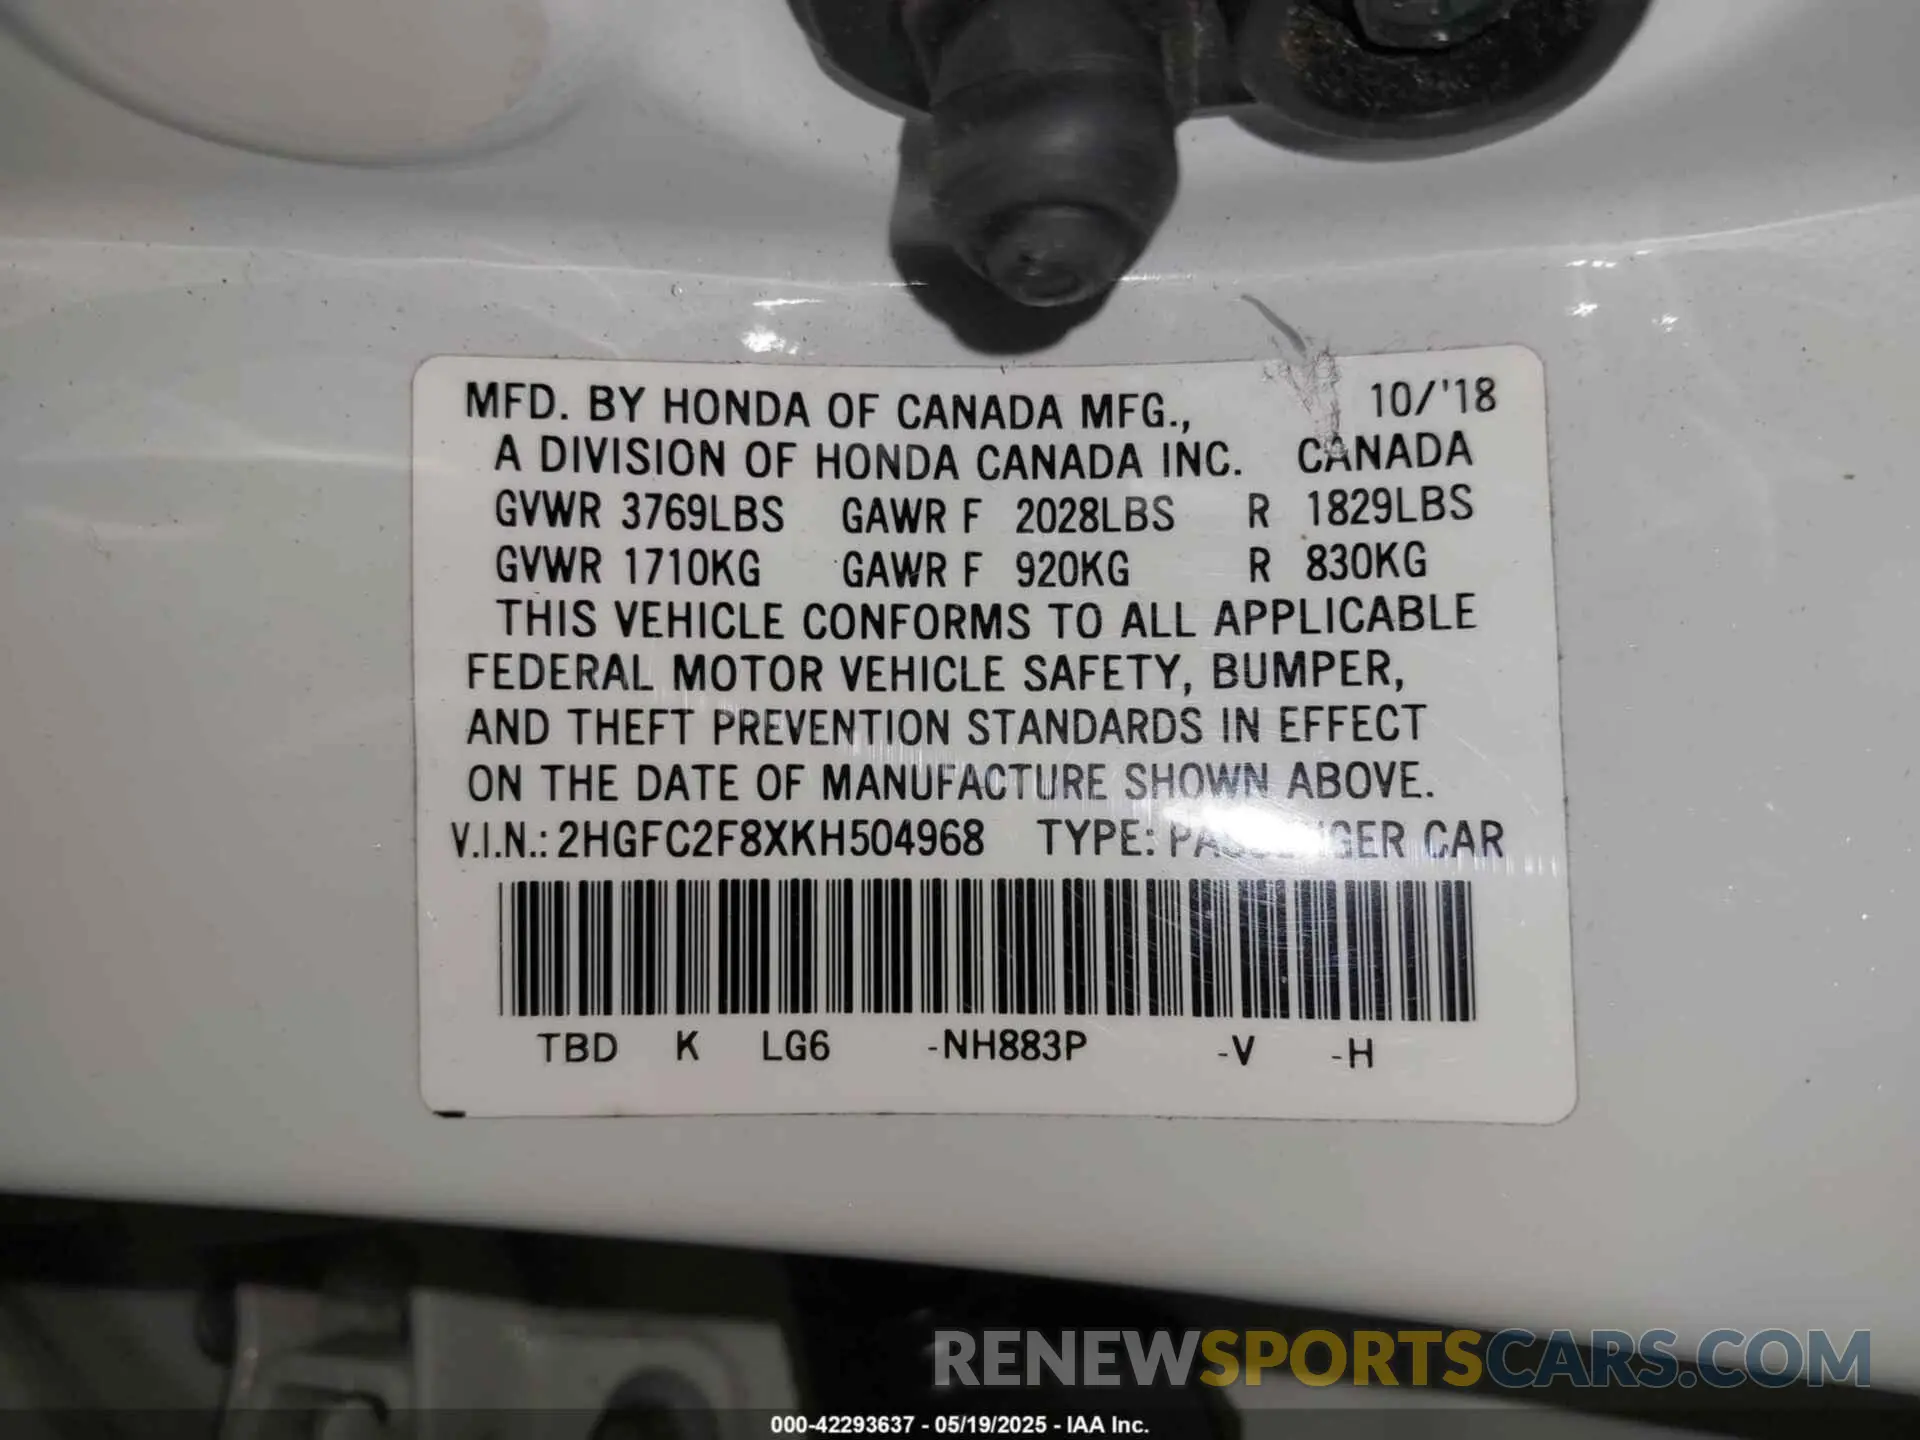 MFD. BY HONDA OF CANADA MFG., 10/'18
A DIVISION OF HONDA CANADA INC. CANADA
GVWR 3769LBS GAWR F 2028LBS R 1829LBS
GVWR 1710KG GAWR F 920KG R 830KG
THIS VEHICLE CONFORMS TO ALL APPLICABLE
FEDERAL MOTOR VEHICLE SAFETY, BUMPER,
AND THEFT PREVENTION STANDARDS IN EFFECT
ON THE DATE OF MANUFACTURE SHOWN ABOVE.
V.I.N.: 2HGFC2F8XKH504968 TYPE: PASSENGER CAR
TBD K LG6 -NH883P -V -H
RENEWSPORTSCARS.COM
000-42293637 - 05/19/2025 - IAA Inc.